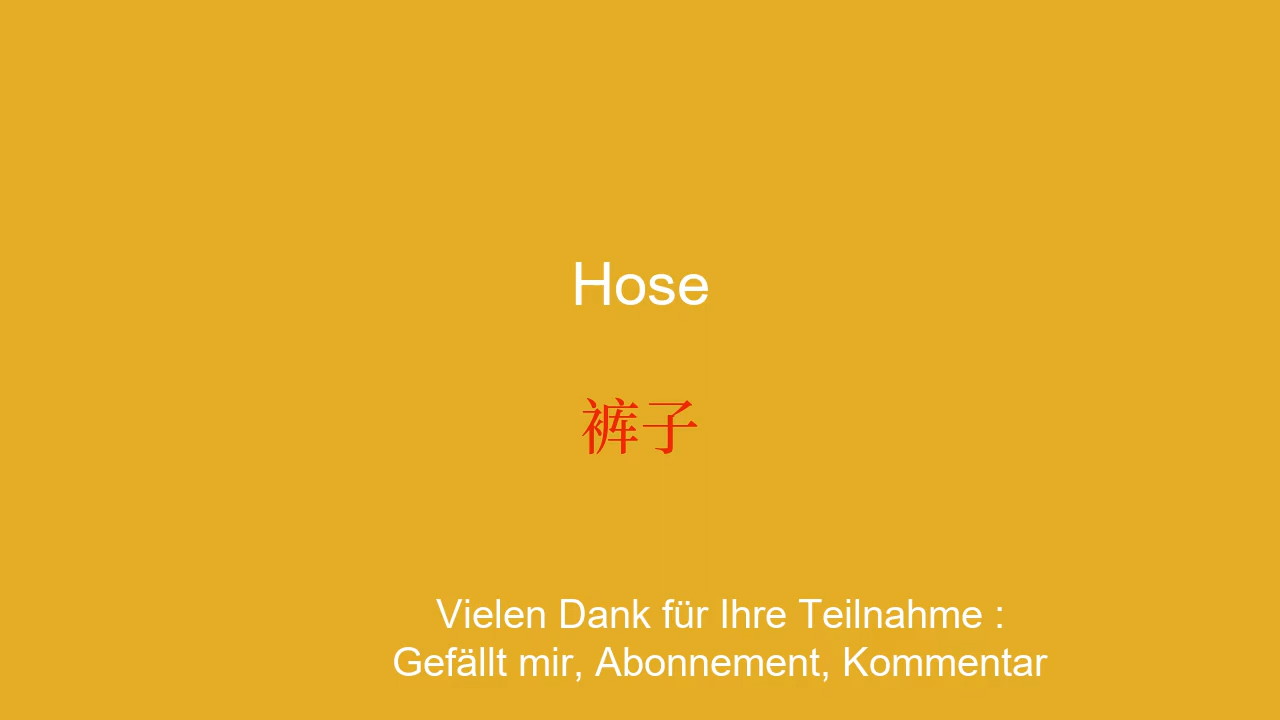 Hose
裤子
Vielen Dank für Ihre Teilnahme :
Gefällt mir, Abonnement, Kommentar